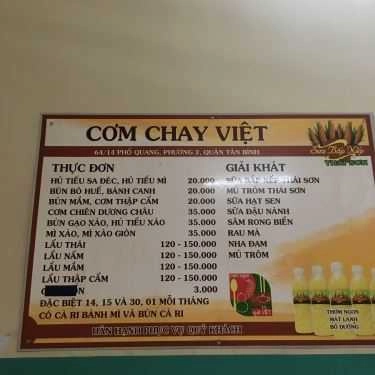 CƠM CHAY VIỆT
64/14 PHỔ QUANG, PHƯỜNG 2, QUẬN TÂN BÌNH
Sữa Bắp Nếp
THÁI SƠN
THỰC ĐƠN
HỦ TIẾU SA ĐÉC, HỦ TIẾU MÌ 20.000
BÚN BÒ HUẾ, BÁNH CANH 20.000
BÚN MẮM, CƠM THẬP CẨM 20.000
CƠM CHIÊN DƯƠNG CHÂU 35.000
BÚN GẠO XÀO, HỦ TIẾU XÀO 35.000
MÌ XÀO, MÌ XÀO GIÒN 35.000
LẨU THÁI 120 - 150.000
LẨU NẤM 120 - 150.000
LẨU MẮM 120 - 150.000
LẨU THẬP CẨM 120 - 150.000
3.000
ĐẶC BIỆT 14, 15 VÀ 30, 01 MỖI THÁNG
CÓ CÀ RI BÁNH MÌ VÀ BÚN CÀ RI
GIẢI KHÁT
SỮA BẮP NẾP THÁI SƠN
MỦ TRÔM THÁI SƠN
SỮA HẠT SEN
SỮA ĐẬU NÀNH
SÂM RONG BIỂN
RAU MÁ
NHA ĐAM
MỦ TRÔM
THƠM NGON
MÁT LẠNH
BỔ DƯỠNG
HÂN HẠNH PHỤC VỤ QUÝ KHÁCH